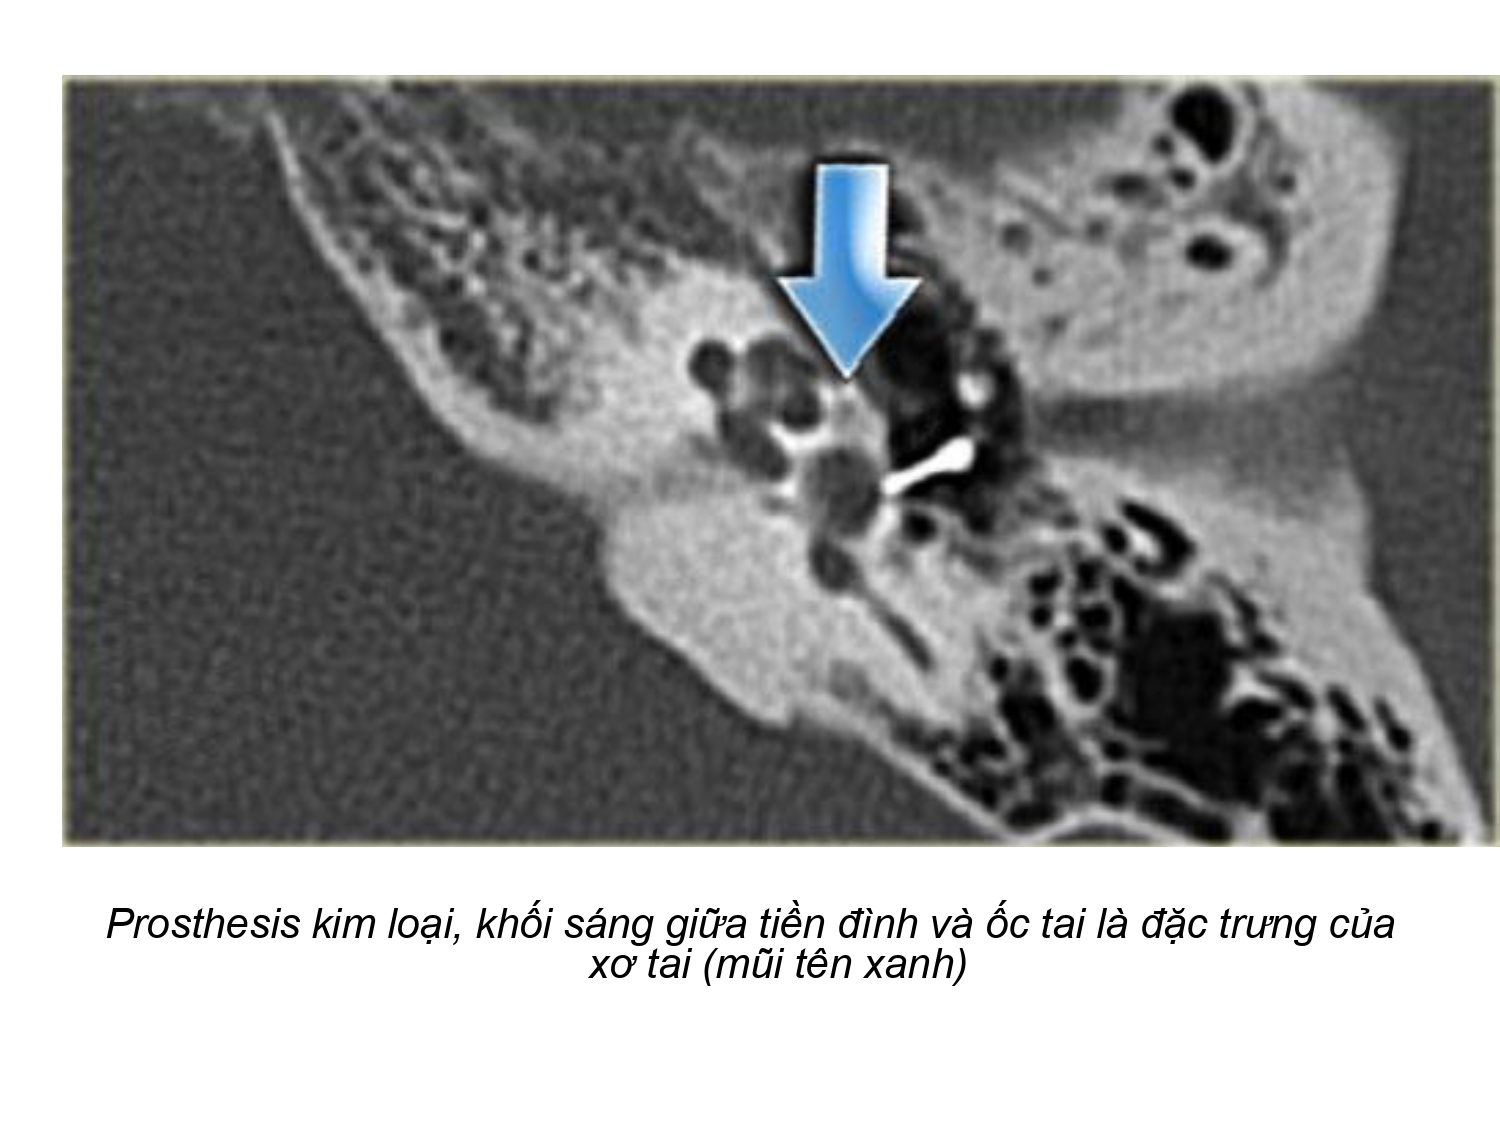 Prosthesis kim loại, khối sáng giữa tiền đình và ốc tai là đặc trưng của
xơ tai (mũi tên xanh)